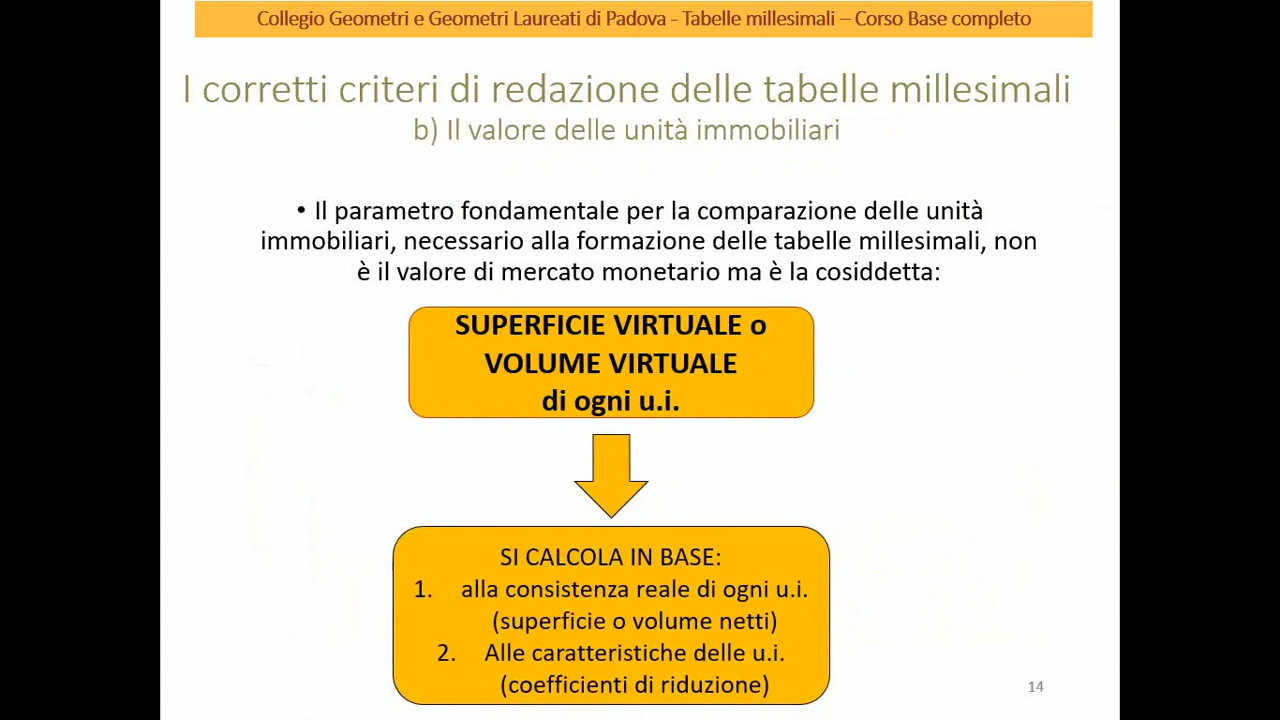 Collegio Geometri e Geometri Laureati di Padova - Tabelle millesimali – Corso Base completo
I corretti criteri di redazione delle tabelle millesimali
b) Il valore delle unità immobiliari
• Il parametro fondamentale per la comparazione delle unità
immobiliari, necessario alla formazione delle tabelle millesimali, non
è il valore di mercato monetario ma è la cosiddetta:
SUPERFICIE VIRTUALE o
VOLUME VIRTUALE
di ogni u.i.
SI CALCOLA IN BASE:
1. alla consistenza reale di ogni u.i.
(superficie o volume netti)
2. Alle caratteristiche delle u.i.
(coefficienti di riduzione)
14